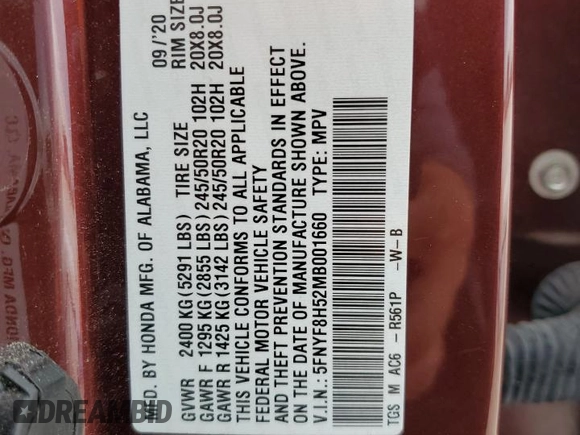 MFD. BY HONDA MFG. OF ALABAMA, LLC 09/'20
GVWR 2400 KG (5291 LBS) TIRE SIZE RIM SIZE
GAWR F 1295 KG (2855 LBS) 245/50R20 102H 20X8.0J
GAWR R 1425 KG (3142 LBS) 245/50R20 102H 20X8.0J
THIS VEHICLE CONFORMS TO ALL APPLICABLE
FEDERAL MOTOR VEHICLE SAFETY
AND THEFT PREVENTION STANDARDS IN EFFECT
ON THE DATE OF MANUFACTURE SHOWN ABOVE.
V.I.N.: 5FNYF8H52MB001660 TYPE: MPV
TGS M AC6 - R561P -W-B
DREAMBID